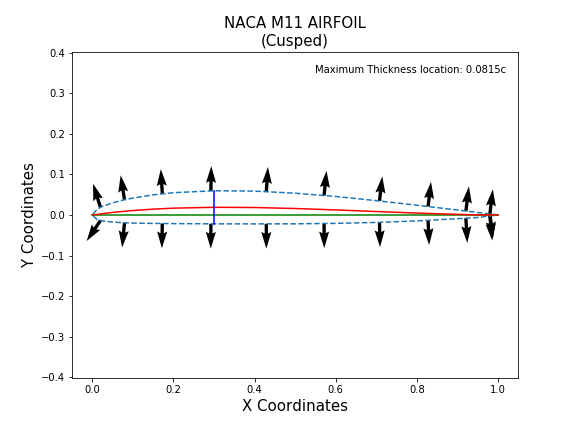 NACA M11 AIRFOIL
(Cusped)
Maximum Thickness location: 0.0815c
0.4
0.3
0.2
0.1
0.0
−0.1
−0.2
−0.3
−0.4
Y Coordinates
0.0 0.2 0.4 0.6 0.8 1.0
X Coordinates